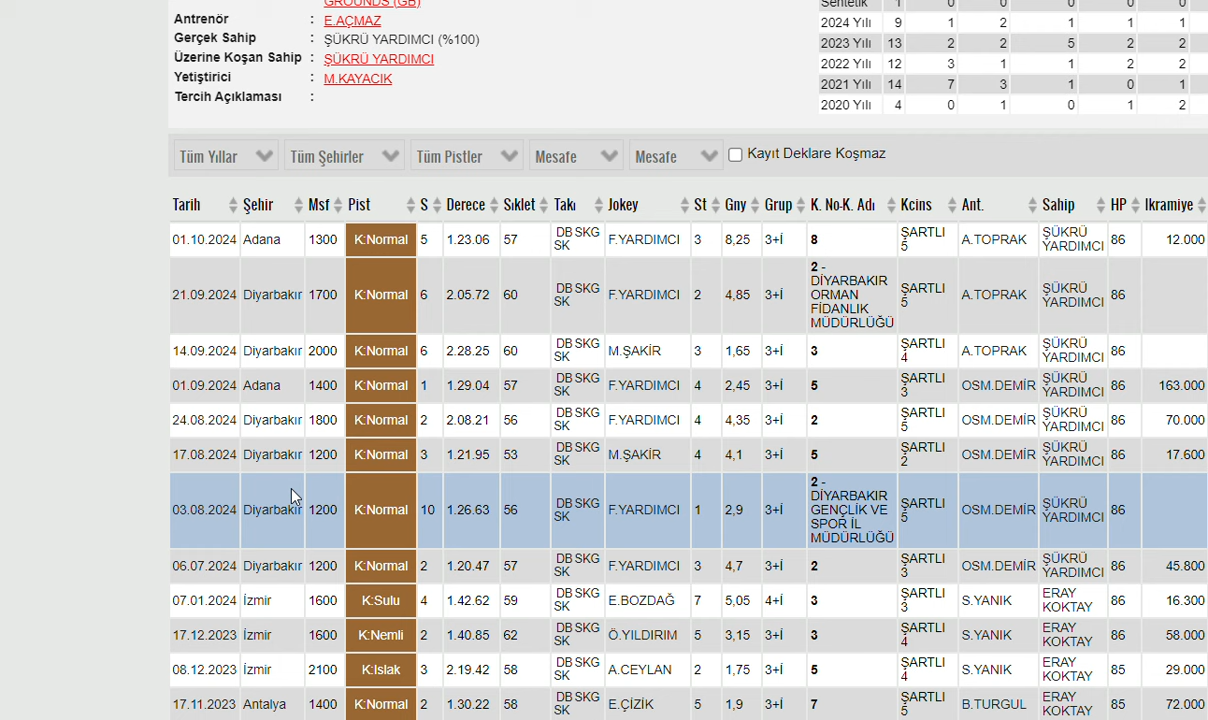 GROUNDS (GB)
Antrenör : E.AÇMAZ
Gerçek Sahip : ŞÜKRÜ YARDIMCI (%100)
Üzerine Koşan Sahip : ŞÜKRÜ YARDIMCI
Yetiştirici : M.KAYACIK
Tercih Açıklaması :
Sentetik 1 0 0 0 0 0
2024 Yılı 9 1 2 1 1 1
2023 Yılı 13 2 2 5 2 2
2022 Yılı 12 3 1 1 2 2
2021 Yılı 14 7 3 1 0 1
2020 Yılı 4 0 1 0 1 2
Tüm Yıllar Tüm Şehirler Tüm Pistler Mesafe Mesafe Kayıt Deklare Koşmaz
Tarih Şehir Msf Pist S Derece Sıklet Takı Jokey St Gny Grup K. No-K. Adı Kcins Ant. Sahip HP Ikramiye
01.10.2024 Adana 1300 K:Normal 5 1.23.06 57 DB SKG SK F.YARDIMCI 3 8,25 3+İ 8 ŞARTLI 5 A.TOPRAK ŞÜKRÜ YARDIMCI 86 12.000
21.09.2024 Diyarbakır 1700 K:Normal 6 2.05.72 60 DB SKG SK F.YARDIMCI 2 4,85 3+İ 2 - DİYARBAKIR ORMAN FİDANLIK MÜDÜRLÜĞÜ ŞARTLI 5 A.TOPRAK ŞÜKRÜ YARDIMCI 86
14.09.2024 Diyarbakır 2000 K:Normal 6 2.28.25 60 DB SKG SK M.ŞAKİR 3 1,65 3+İ 3 ŞARTLI 4 A.TOPRAK ŞÜKRÜ YARDIMCI 86
01.09.2024 Adana 1400 K:Normal 1 1.29.04 57 DB SKG SK F.YARDIMCI 4 2,45 3+İ 5 ŞARTLI 3 OSM.DEMİR ŞÜKRÜ YARDIMCI 86 163.000
24.08.2024 Diyarbakır 1800 K:Normal 2 2.08.21 56 DB SKG SK F.YARDIMCI 4 4,35 3+İ 2 ŞARTLI 5 OSM.DEMİR ŞÜKRÜ YARDIMCI 86 70.000
17.08.2024 Diyarbakır 1200 K:Normal 3 1.21.95 53 DB SKG SK M.ŞAKİR 4 4,1 3+İ 5 ŞARTLI 2 OSM.DEMİR ŞÜKRÜ YARDIMCI 86 17.600
03.08.2024 Diyarbakır 1200 K:Normal 10 1.26.63 56 DB SKG SK F.YARDIMCI 1 2,9 3+İ 2 - DİYARBAKIR GENÇLİK VE SPOR İL MÜDÜRLÜĞÜ ŞARTLI 5 OSM.DEMİR ŞÜKRÜ YARDIMCI 86
06.07.2024 Diyarbakır 1200 K:Normal 2 1.20.47 57 DB SKG SK F.YARDIMCI 3 4,7 3+İ 2 ŞARTLI 3 OSM.DEMİR ŞÜKRÜ YARDIMCI 86 45.800
07.01.2024 İzmir 1600 K:Sulu 4 1.42.62 59 DB SKG SK E.BOZDAĞ 7 5,05 4+İ 3 ŞARTLI 3 S.YANIK ERAY KOKTAY 86 16.300
17.12.2023 İzmir 1600 K:Nemli 2 1.40.85 62 DB SKG SK Ö.YILDIRIM 5 3,15 3+İ 3 ŞARTLI 4 S.YANIK ERAY KOKTAY 86 58.000
08.12.2023 İzmir 2100 K:Islak 3 2.19.42 58 DB SKG SK A.CEYLAN 2 1,75 3+İ 5 ŞARTLI 4 S.YANIK ERAY KOKTAY 85 29.000
17.11.2023 Antalya 1400 K:Normal 2 1.30.22 58 DB SKG SK E.ÇİZİK 5 1,9 3+İ 7 ŞARTLI 5 B.TURGUL ERAY KOKTAY 85 72.000